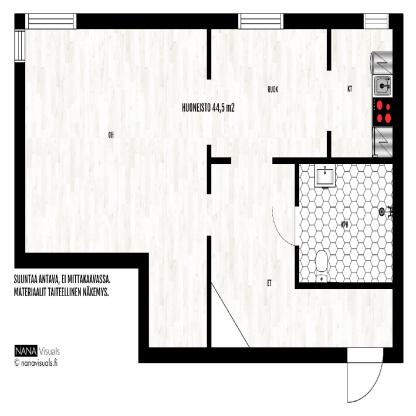 RUOK
KT
HUONEISTO 44,5 m2
OH
KPH
SUUNTAA ANTAVA, EI MITTAKAAVASSA.
MATERIAALIT TAITEELLINEN NÄKEMYS.
ET
NANA Visuals
© nanavisuals.fi